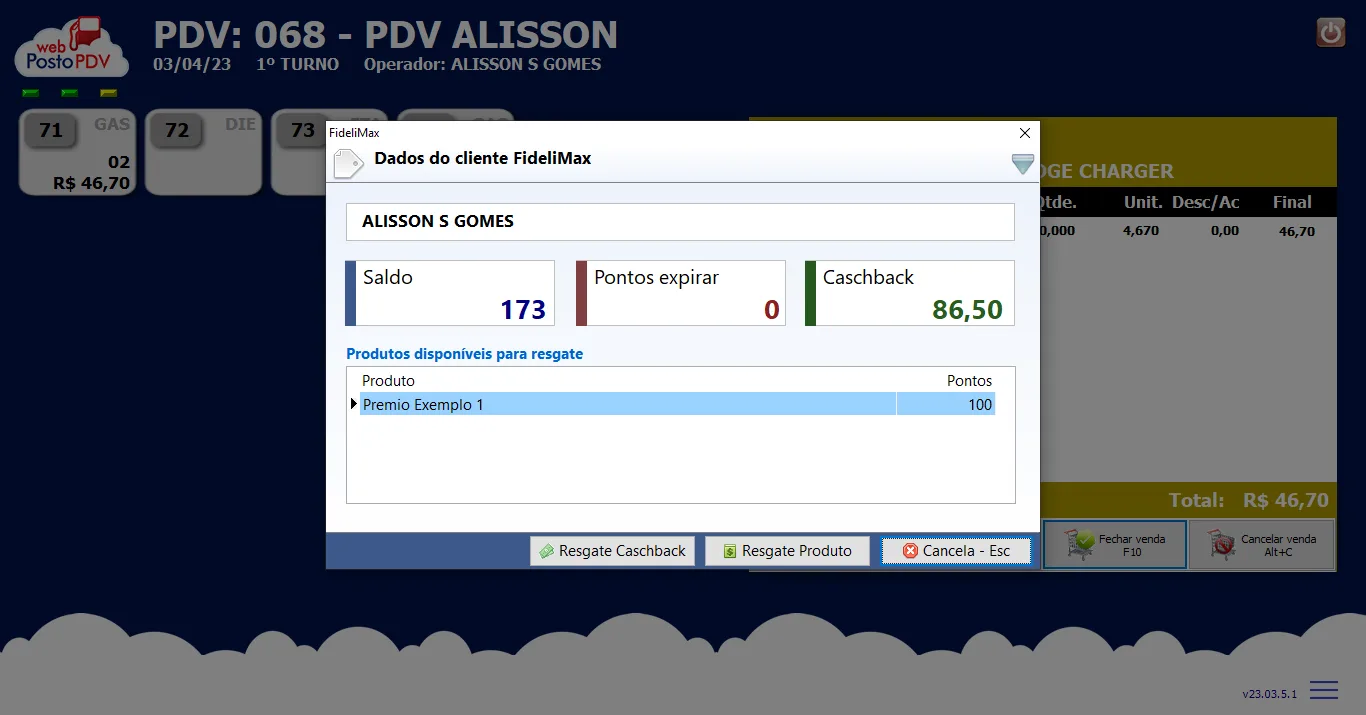 web
PostoPDV
PDV: 068 - PDV ALISSON
03/04/23 1º TURNO Operador: ALISSON S GOMES
71 GAS
02
R$ 46,70
72 DIE
73
FideliMax
Dados do cliente FideliMax
ALISSON S GOMES
Saldo
173
Pontos expirar
0
Caschback
86,50
Produtos disponíveis para resgate
Produto Pontos
Premio Exemplo 1 100
Resgate Caschback
Resgate Produto
Cancela - Esc
CHARGER
Unit. Desc/Ac Final
4,670 0,00 46,70
Total: R$ 46,70
Fechar venda
F10
Cancelar venda
Alt+C
v23.03.5.1